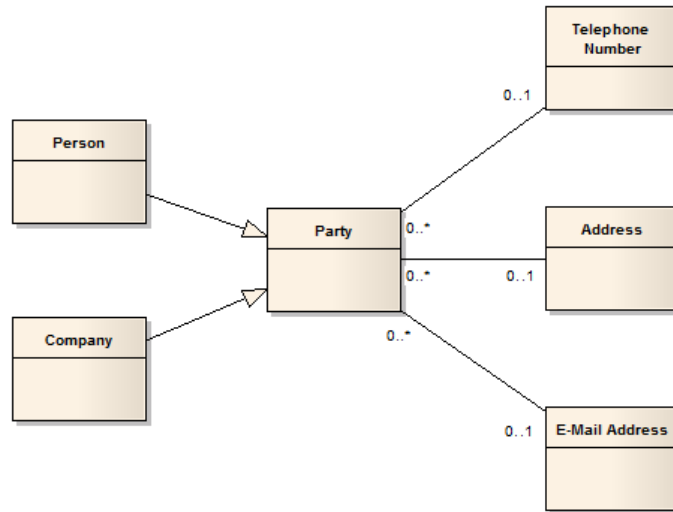 Telephone
Number
0..1
Person
Party
0..*
Address
0..*
0..1
Company
0..*
0..1
E-Mail Address